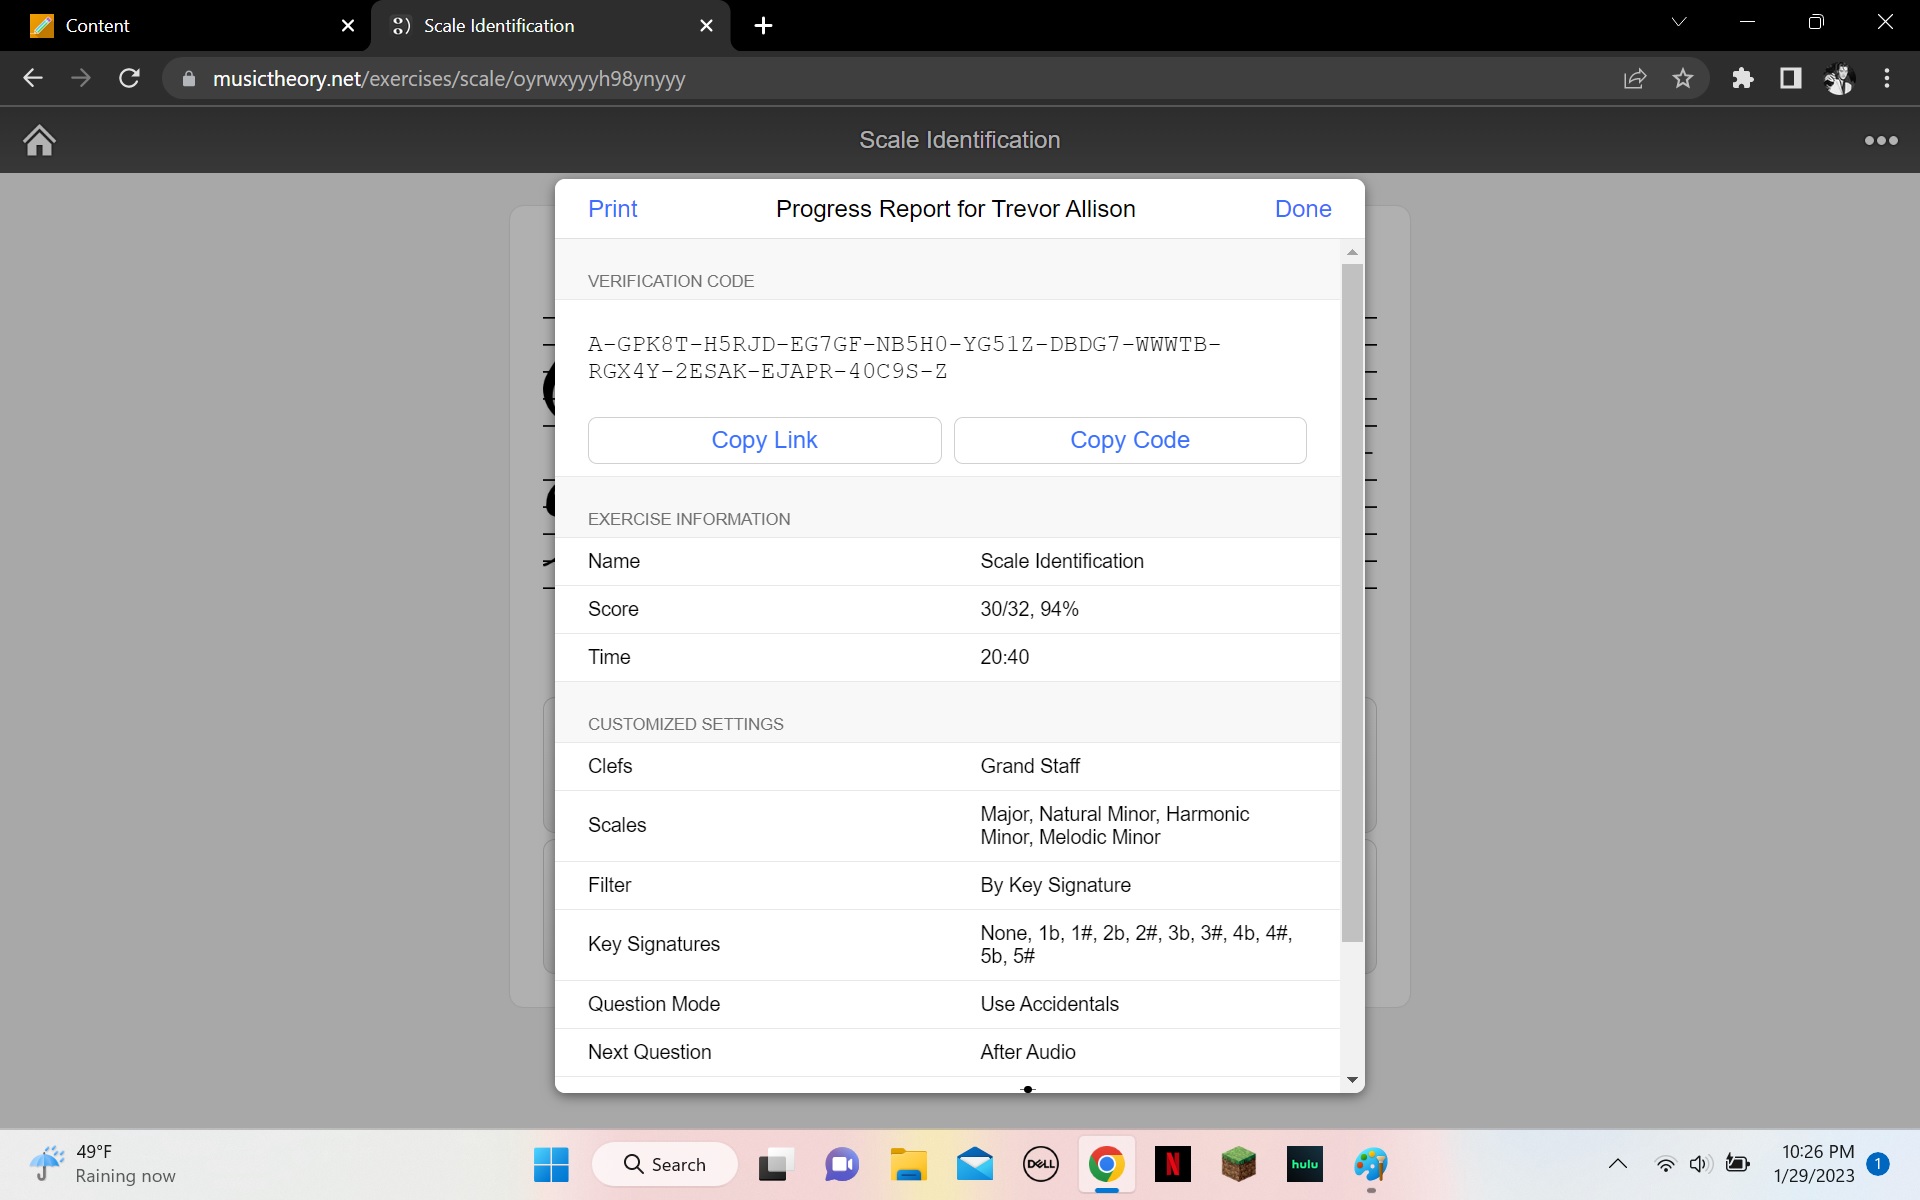 Content
Scale Identification
musictheory.net/exercises/scale/oyrwxyyyh98ynyyy
Scale Identification
Print Progress Report for Trevor Allison Done
VERIFICATION CODE
A-GPK8T-H5RJD-EG7GF-NB5H0-YG51Z-DBDG7-WWWTB-
RGX4Y-2ESAK-EJAPR-40C9S-Z
Copy Link Copy Code
EXERCISE INFORMATION
Name Scale Identification
Score 30/32, 94%
Time 20:40
CUSTOMIZED SETTINGS
Clefs Grand Staff
Scales Major, Natural Minor, Harmonic
Minor, Melodic Minor
Filter By Key Signature
Key Signatures None, 1b, 1#, 2b, 2#, 3b, 3#, 4b, 4#,
5b, 5#
Question Mode Use Accidentals
Next Question After Audio
49°F
Raining now
Search
DELL
N
hulu
10:26 PM
1/29/2023
1